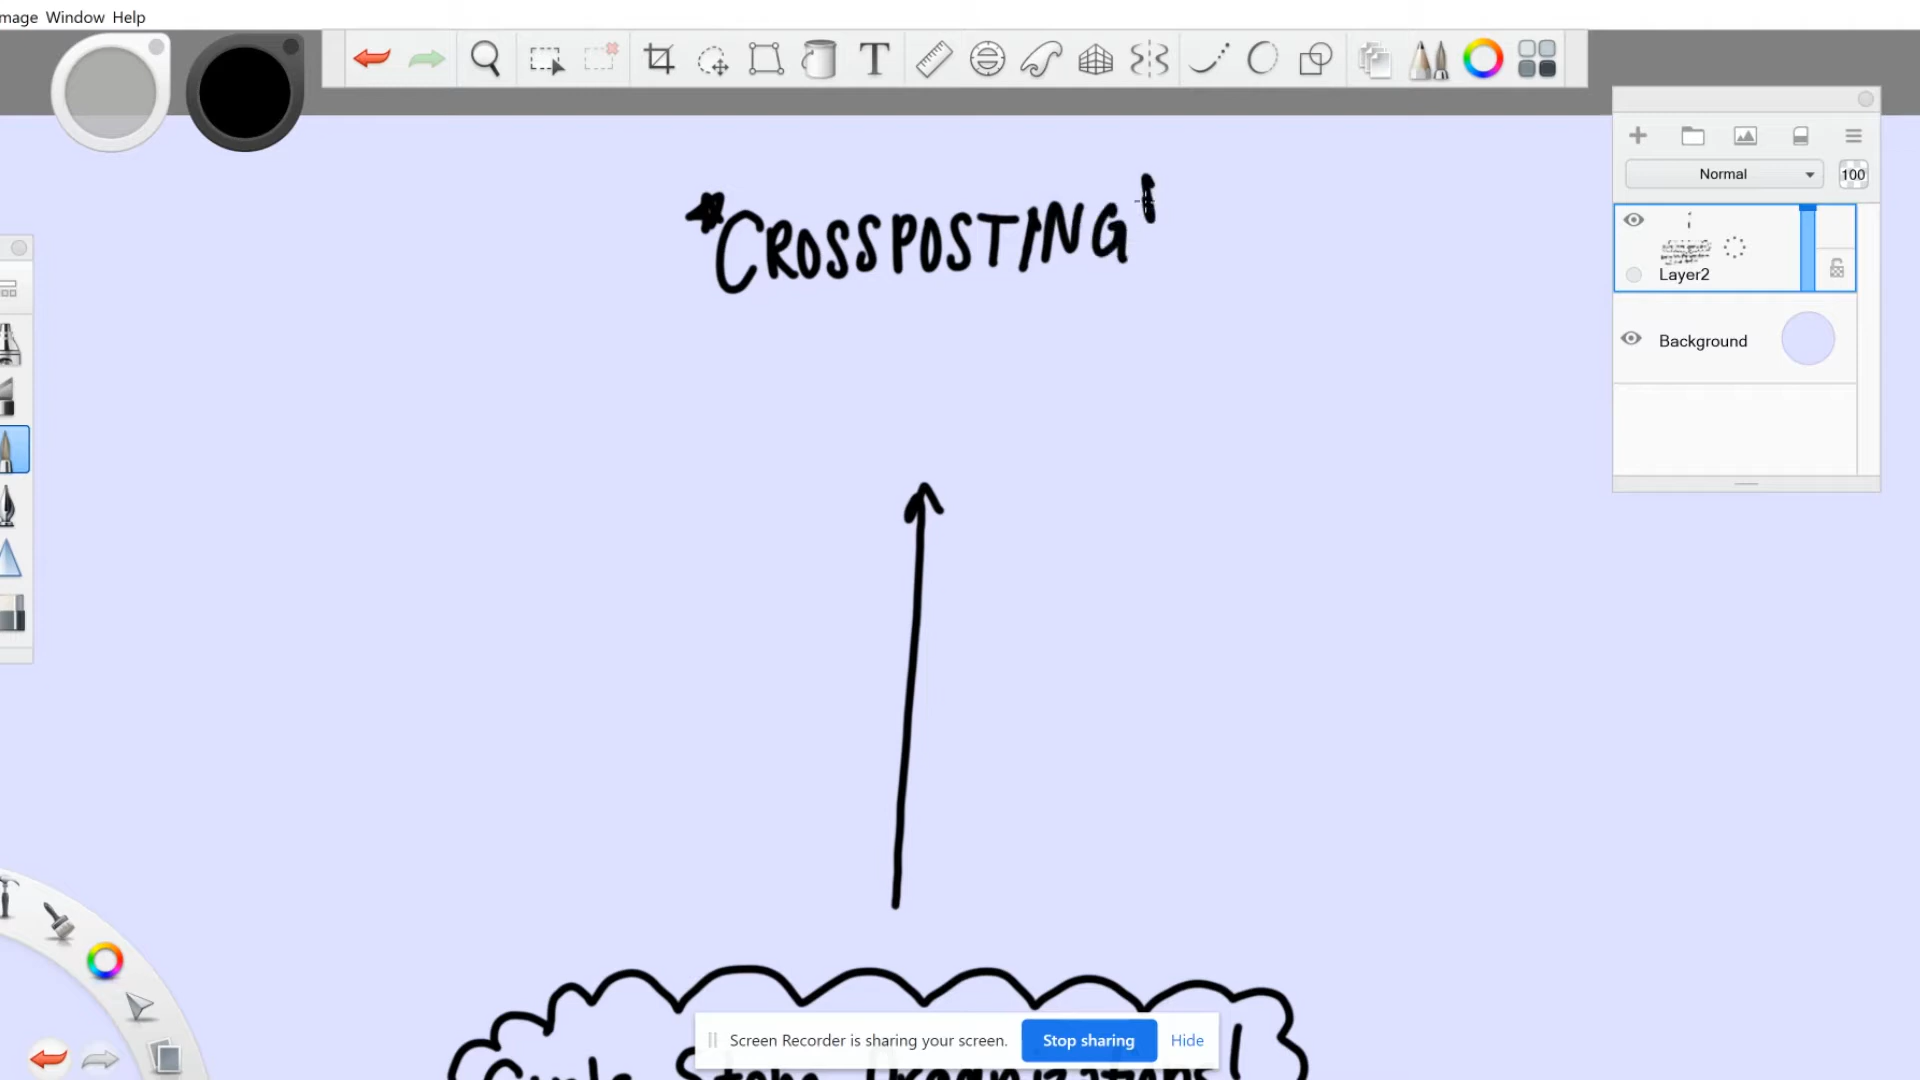 mage Window Help
Normal
100
*CROSSPOSTING
Layer2
Background
Screen Recorder is sharing your screen. Stop sharing Hide